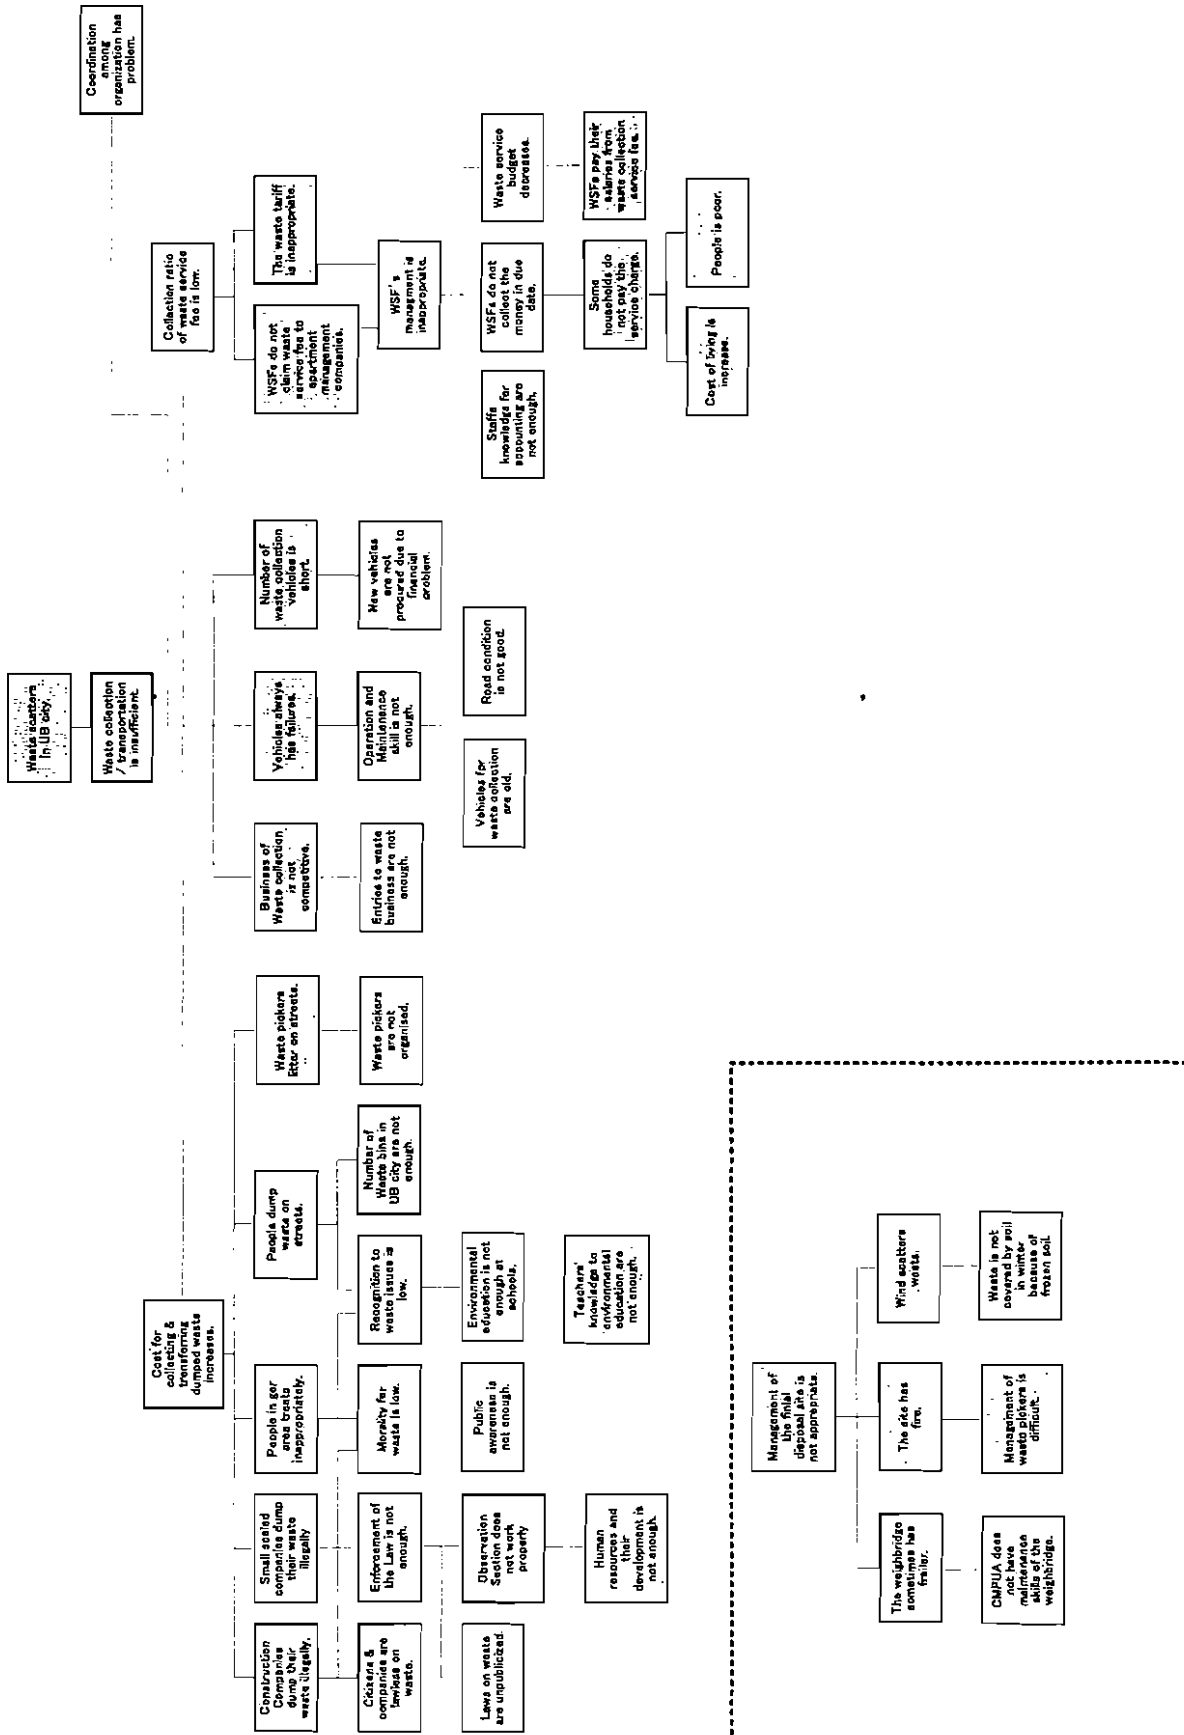 Waste scatters
in UB city.
Waste collection
/ transportation
is insufficient.
Coordination
among
organization has
problem.
Cost for
collecting &
transferring
dumped waste
increases.
Collection ratio
of waste service
fee is low.
Construction
Companies
dump their
waste illegally.
Small scaled
companies dump
their waste
illegally
People in ger
area treats
inappropriately.
People dump
waste on
streets.
Waste pickers
litter on streets.
Business of
Waste collection
is not
competitive.
Vehicles always
has failures.
Number of
waste collection
vehicles is
short.
WSFs do not
claim waste
service fee to
apartment
management
companies.
The waste tariff
is inappropriate.
Citizens &
companies are
lawless on
waste.
Enforcement of
the Law is not
enough.
Morality for
waste is low.
Recognition to
waste issues is
low.
Number of
Waste bins in
UB city are not
enough.
Waste pickers
are not
organised.
Entries to waste
business are not
enough.
Operation and
Maintenance
skill is not
enough.
New vehicles
are not
procured due to
financial
problem.
WSF's
managment is
inappropriate.
Laws on waste
are unpublicized.
Observation
Section does
not work
property
Public
awareness is
not enough.
Environmental
education is not
enough at
schools.
Vehicles for
waste collection
are old.
Road condition
is not good.
Staffs
knowledge for
accounting are
not enough.
WSFs do not
collect the
money in due
date.
Waste service
budget
decreases.
Human
resources and
their
development is
not enough.
Teachers'
knowledge to
environmental
education are
not enough.
Some
households do
not pay the
service charge.
WSFs pay their
salaries from
waste collection
service fee.
Cost of living is
increase.
People is poor.
Management of
the finial
disposal site is
not appropriate.
The weighbridge
sometimes has
frailer.
The site has
fire.
Wind scatters
waste.
CMPUA does
not have
maintenance
skills of the
weighbridge.
Management of
waste pickers is
difficult.
Waste is not
covered by soil
in winter
because of
frozen soil.